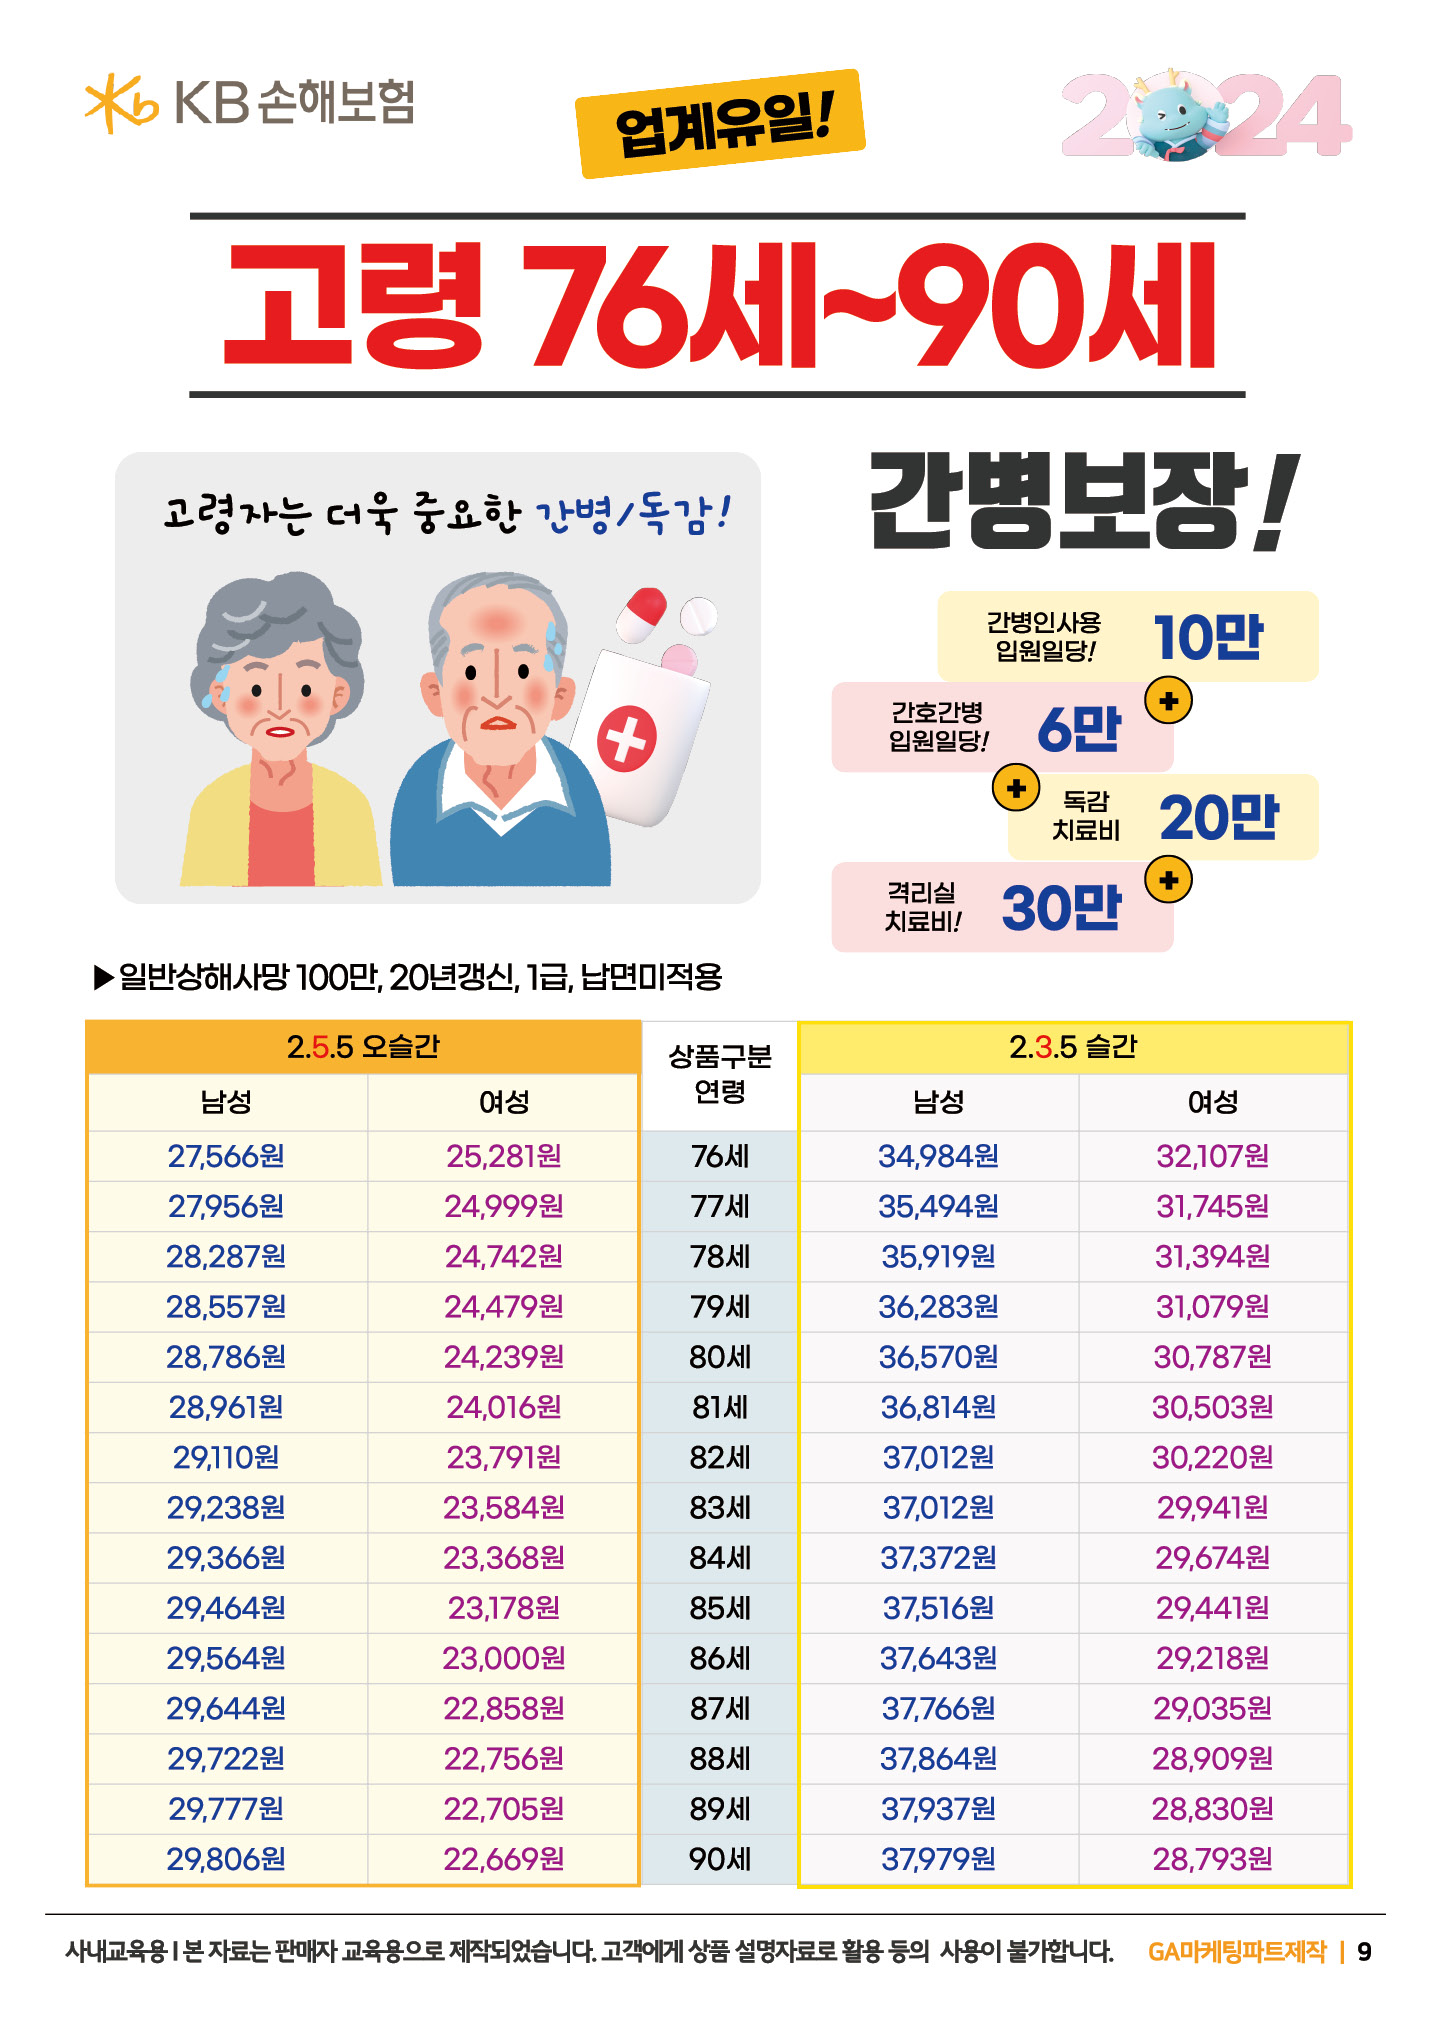 KB손해보험
업계유일!
2024
고령 76세~90세
고령자는 더욱 중요한 간병/독감!
간병보장!
간병인사용
입원일당!
10만
간호간병
입원일당!
6만
독감
치료비
20만
격리실
치료비!
30만
▶일반상해사망 100만, 20년갱신, 1급, 납면미적용
2.5.5 오슬간 상품구분 연령 2.3.5 슬간
남성 여성 남성 여성
27,566원 25,281원 76세 34,984원 32,107원
27,956원 24,999원 77세 35,494원 31,745원
28,287원 24,742원 78세 35,919원 31,394원
28,557원 24,479원 79세 36,283원 31,079원
28,786원 24,239원 80세 36,570원 30,787원
28,961원 24,016원 81세 36,814원 30,503원
29,110원 23,791원 82세 37,012원 30,220원
29,238원 23,584원 83세 37,012원 29,941원
29,366원 23,368원 84세 37,372원 29,674원
29,464원 23,178원 85세 37,516원 29,441원
29,564원 23,000원 86세 37,643원 29,218원
29,644원 22,858원 87세 37,766원 29,035원
29,722원 22,756원 88세 37,864원 28,909원
29,777원 22,705원 89세 37,937원 28,830원
29,806원 22,669원 90세 37,979원 28,793원
사내교육용 I 본 자료는 판매자 교육용으로 제작되었습니다. 고객에게 상품 설명자료로 활용 등의 사용이 불가합니다. GA마케팅파트제작 | 9